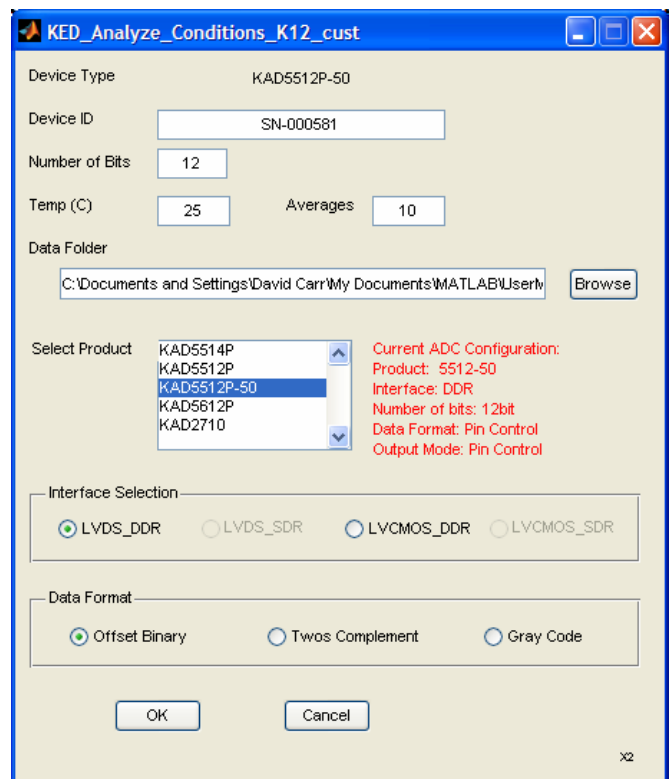 KED_Analyze_Conditions_K12_cust
Device Type KAD5512P-50
Device ID SN-000581
Number of Bits 12
Temp (C) 25 Averages 10
Data Folder
C:\Documents and Settings\David Carr\My Documents\MATLAB\User\ Browse
Select Product
KAD5514P
KAD5512P
KAD5512P-50
KAD5612P
KAD2710
Current ADC Configuration:
Product: 5512-50
Interface: DDR
Number of bits: 12bit
Data Format: Pin Control
Output Mode: Pin Control
Interface Selection
LVDS_DDR LVDS_SDR LVCMOS_DDR LVCMOS_SDR
Data Format
Offset Binary Twos Complement Gray Code
OK Cancel
X2